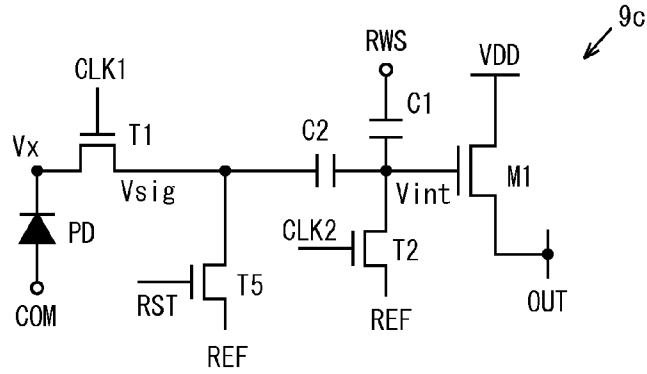 9c
RWS
VDD
CLK1
C1
C2
T1
Vx
M1
Vsig
Vint
PD
CLK2
T2
T5
RST
COM
OUT
REF
REF